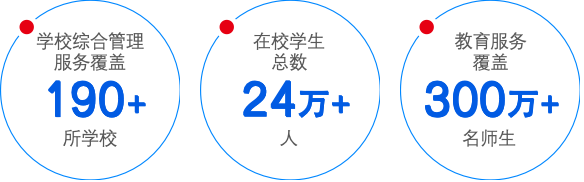 学校综合管理
服务覆盖
190+
所学校
在校学生
总数
24万+
人
教育服务
覆盖
300万+
名师生